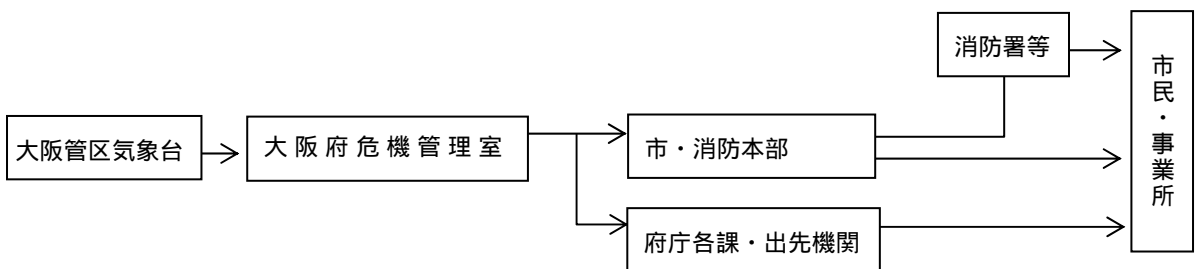 大阪管区気象台
大阪府危機管理室
市・消防本部
府庁各課・出先機関
消防署等
市民・事業所